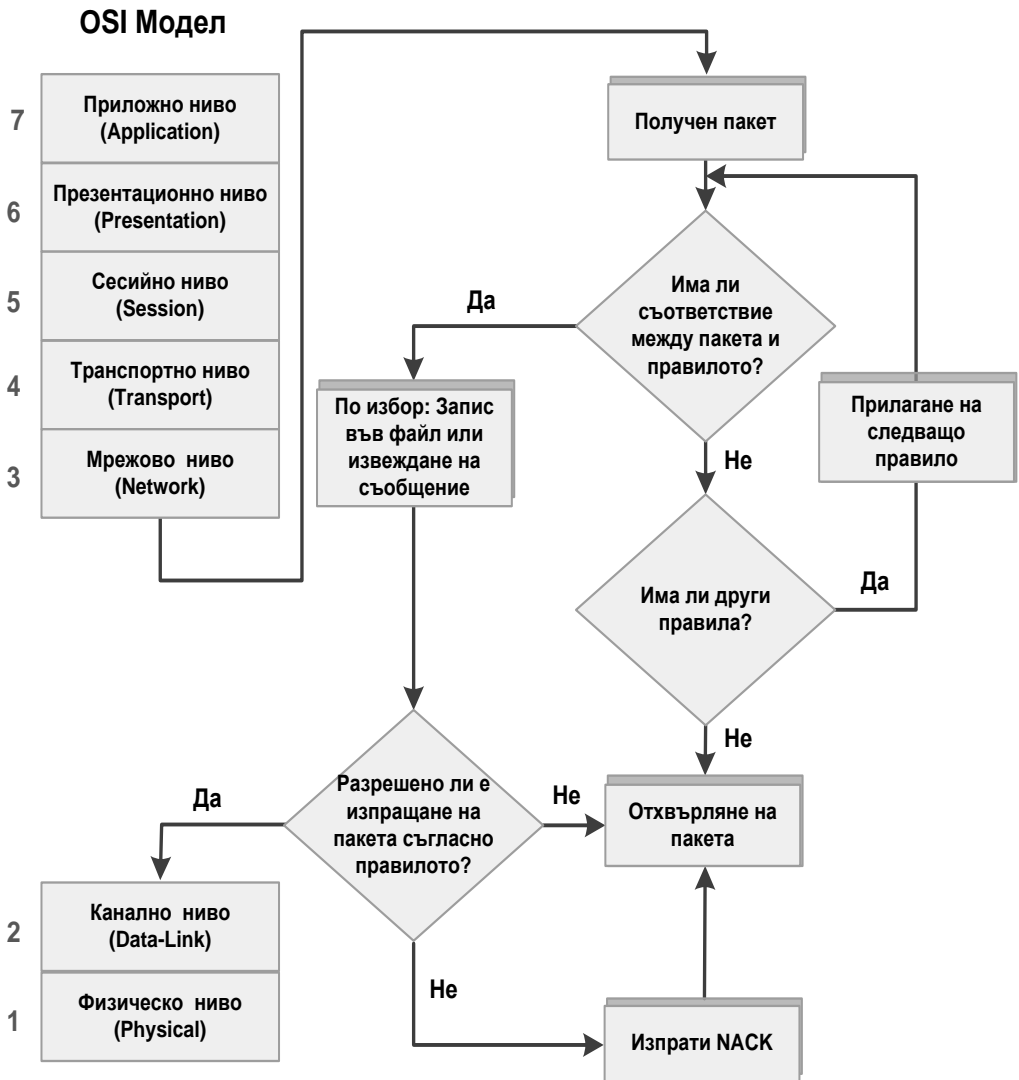 OSI Модел
7
Приложно ниво
(Application)
6
Презентационно ниво
(Presentation)
5
Сесийно ниво
(Session)
4
Транспортно ниво
(Transport)
3
Мрежово ниво
(Network)
Получен пакет
Има ли
съответствие
между пакета и
правилото?
Да
Не
По избор: Запис
във файл или
извеждане на
съобщение
Прилагане на
следващо
правило
Има ли други
правила?
Да
Не
Разрешено ли е
изпращане на
пакета съгласно
правилото?
Да
Не
Не
Отхвърляне на
пакета
2
Канално ниво
(Data-Link)
1
Физическо ниво
(Physical)
Изпрати NACK